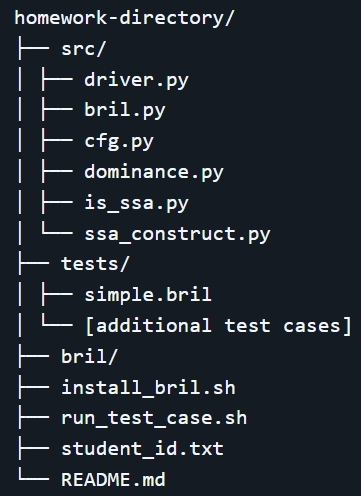 homework-directory/
├── src/
│ ├── driver.py
│ ├── bril.py
│ ├── cfg.py
│ ├── dominance.py
│ ├── is_ssa.py
│ └── ssa_construct.py
├── tests/
│ ├── simple.bril
│ └── [additional test cases]
├── bril/
├── install_bril.sh
├── run_test_case.sh
├── student_id.txt
└── README.md